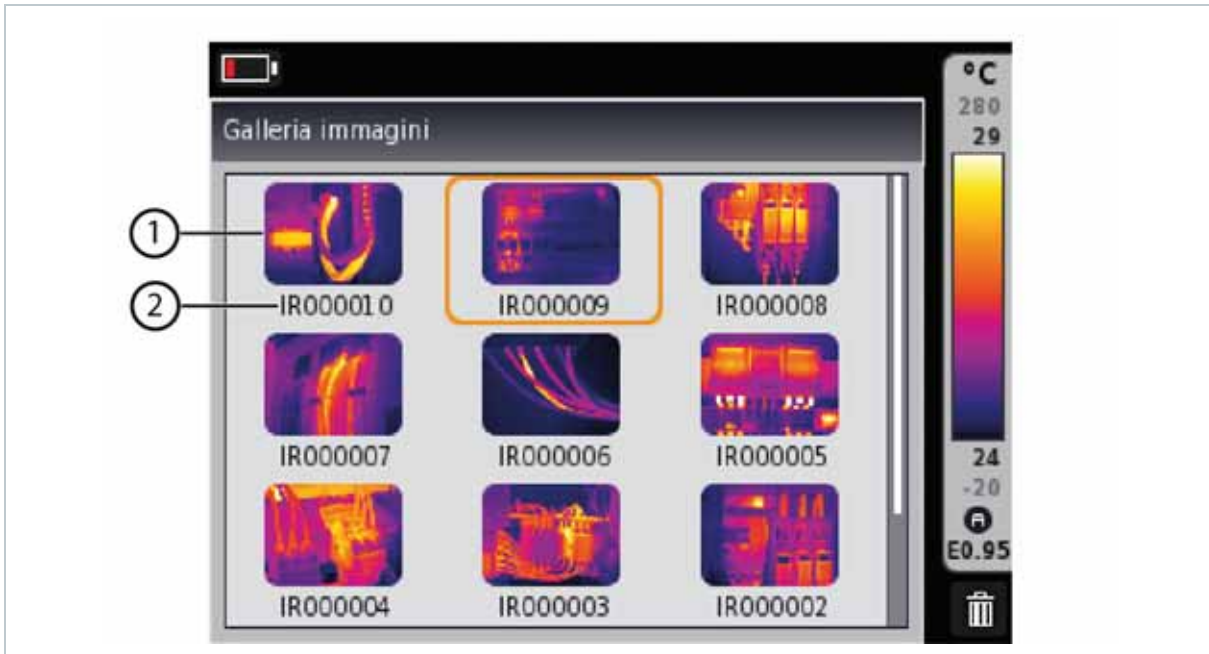 °C
280
29
Galleria immagini
1
2
IR000010
IR000009
IR000008
IR000007
IR000006
IR000005
24
-20
A
E0.95
IR000004
IR000003
IR000002